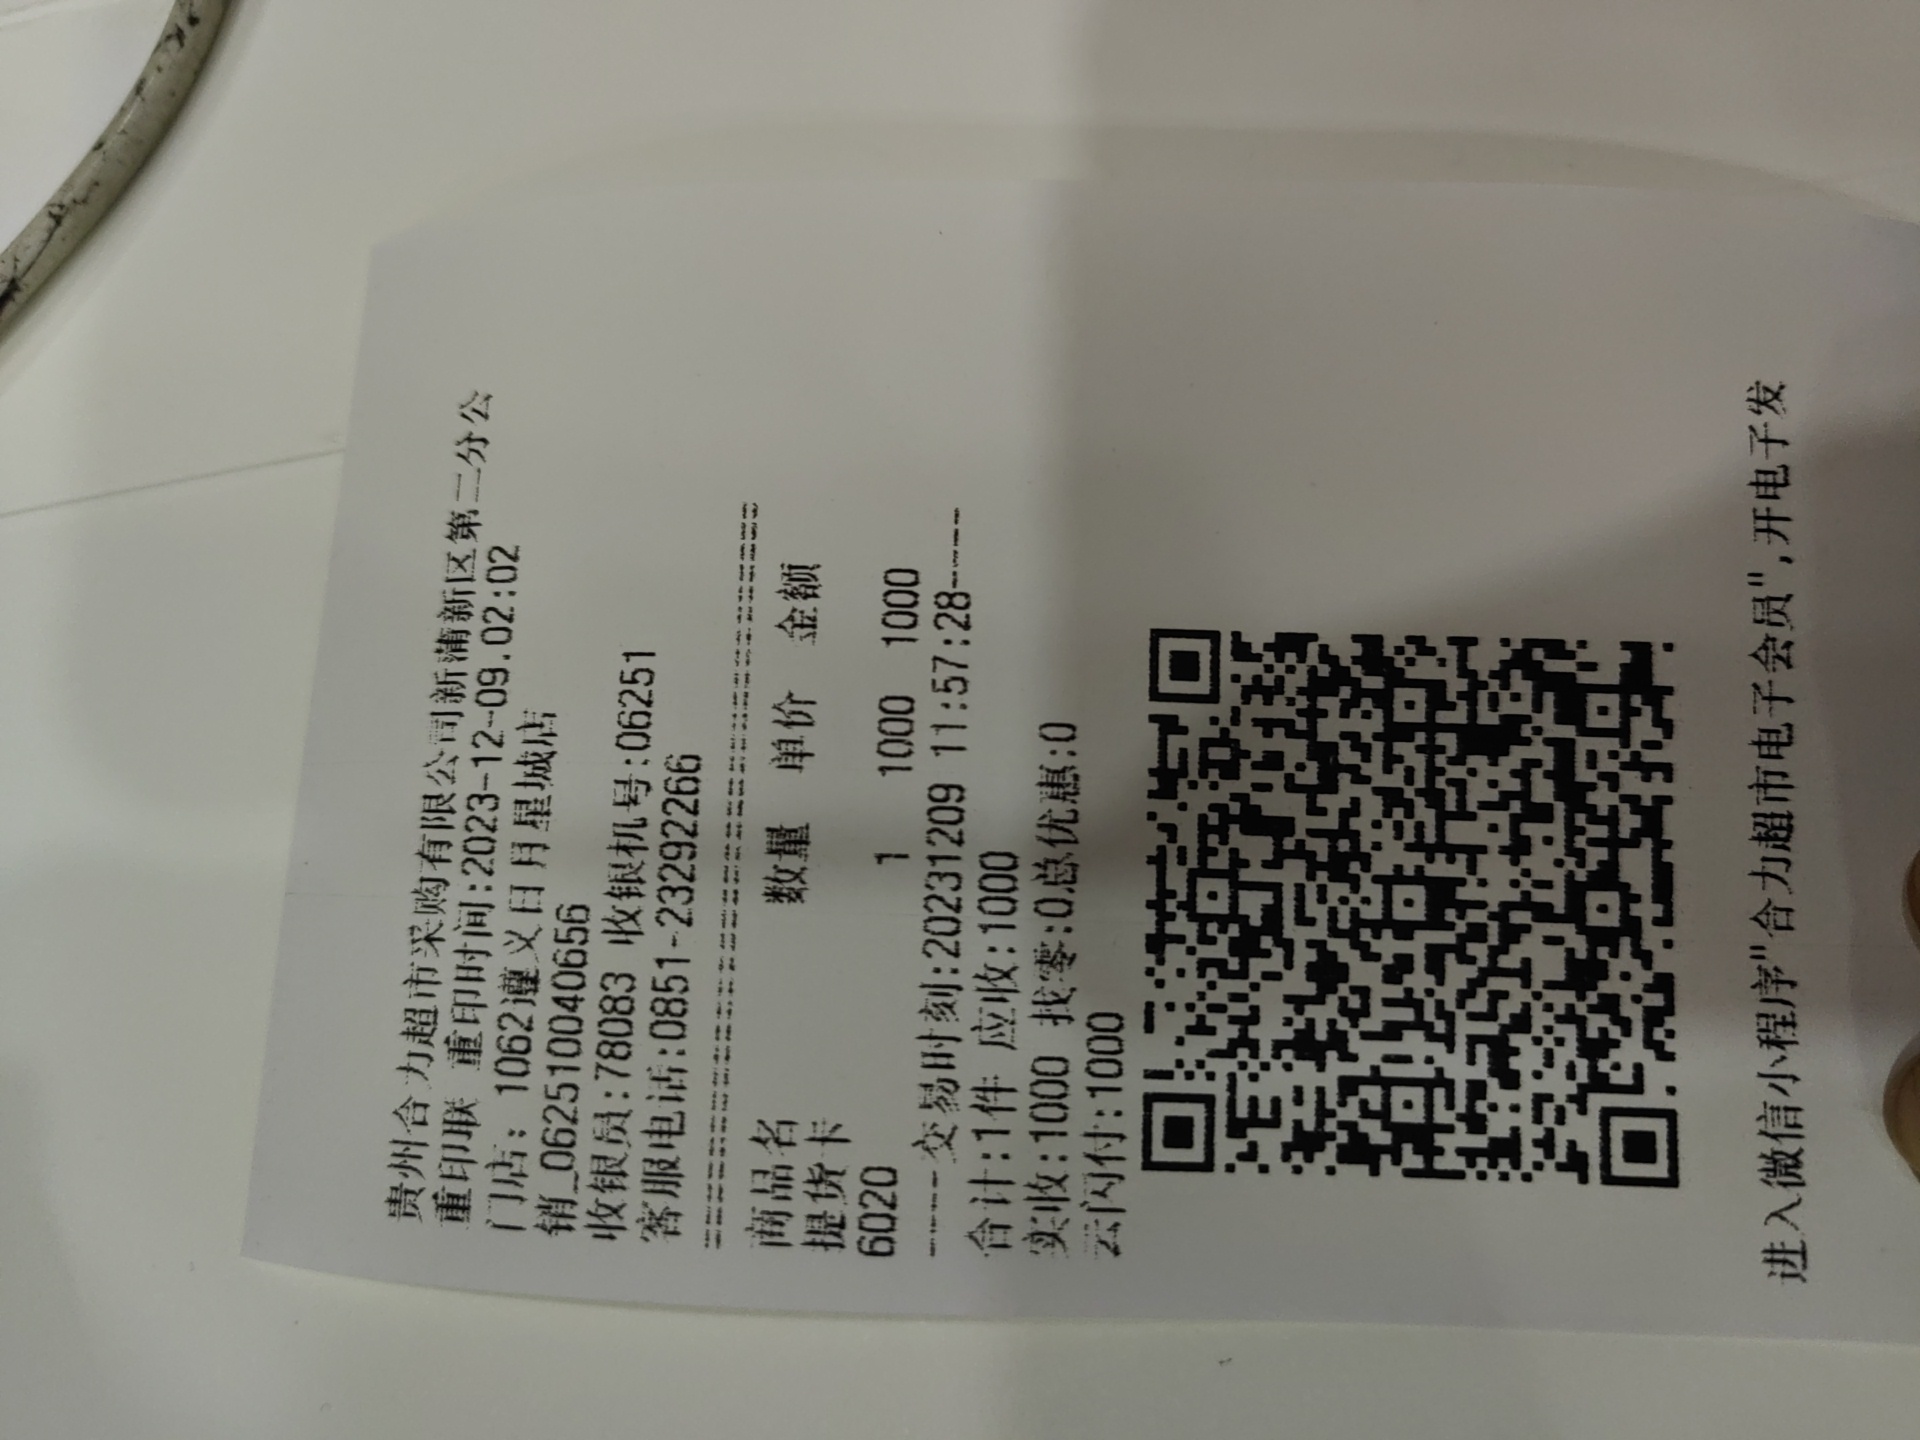 贵州合力超市采购有限公司新蒲新区第二分公
重印联 重印时间:2023-12-09.02:02
门店: 1062遵义日月星城店
销_0625100040656
收银员:78083 收银机号:06251
客服电话:0851-23292266
商品名 数量 单价 金额
提货卡
6020 1 1000 1000
----交易时刻:20231209 11:57:28----
合计:1件 应收:1000
实收:1000 找零:0总优惠:0
云闪付:1000
进入微信小程序"合力超市电子会员",开电子发